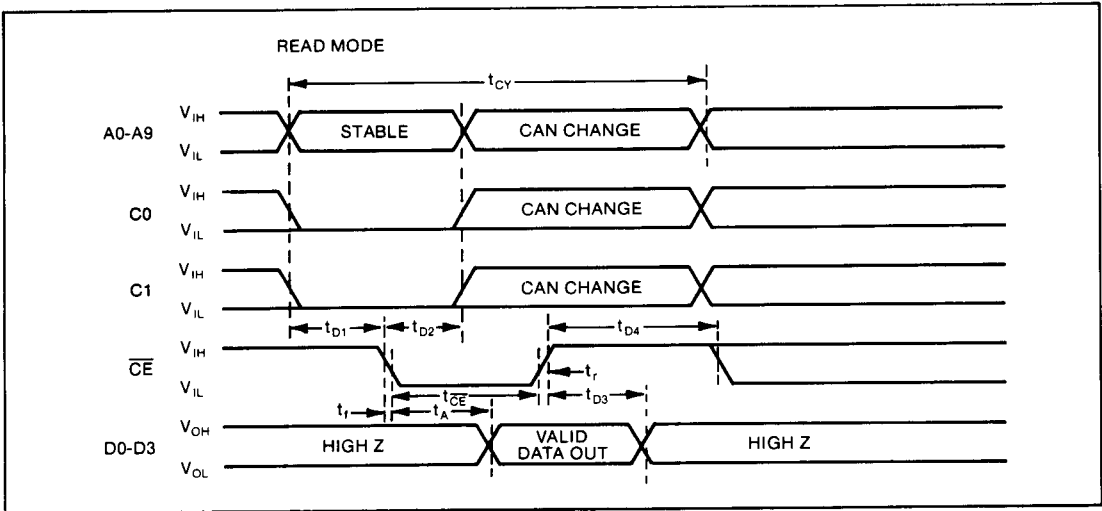 READ MODE
tCY
A0-A9 VIH STABLE CAN CHANGE
VIL
C0 VIH CAN CHANGE
VIL
C1 VIH CAN CHANGE
VIL
tD1 tD2 tD4
CE VIH
VIL
tr
tCE
tf tA tD3
D0-D3 VOH HIGH Z VALID DATA OUT HIGH Z
VOL